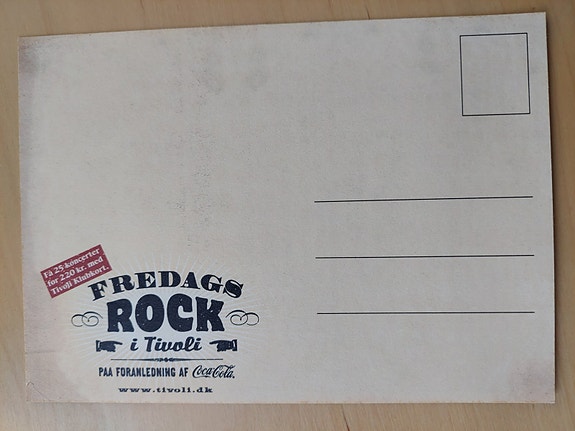 Få 25 koncerter
for 220 kr. med
Tivoli Klubkort.
FREDAGS
ROCK
i Tivoli
PAA FORANLEDNING AF Coca-Cola.
www.tivoli.dk